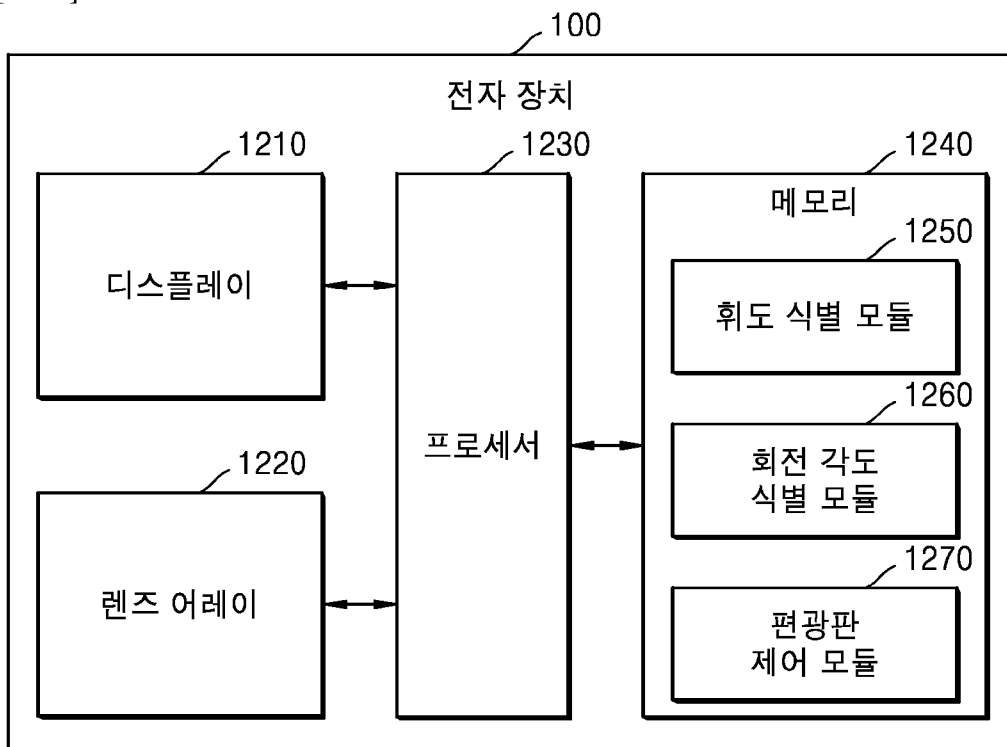 100
전자 장치
1210
디스플레이
1220
렌즈 어레이
1230
프로세서
1240
메모리
1250
휘도 식별 모듈
1260
회전 각도
식별 모듈
1270
편광판
제어 모듈